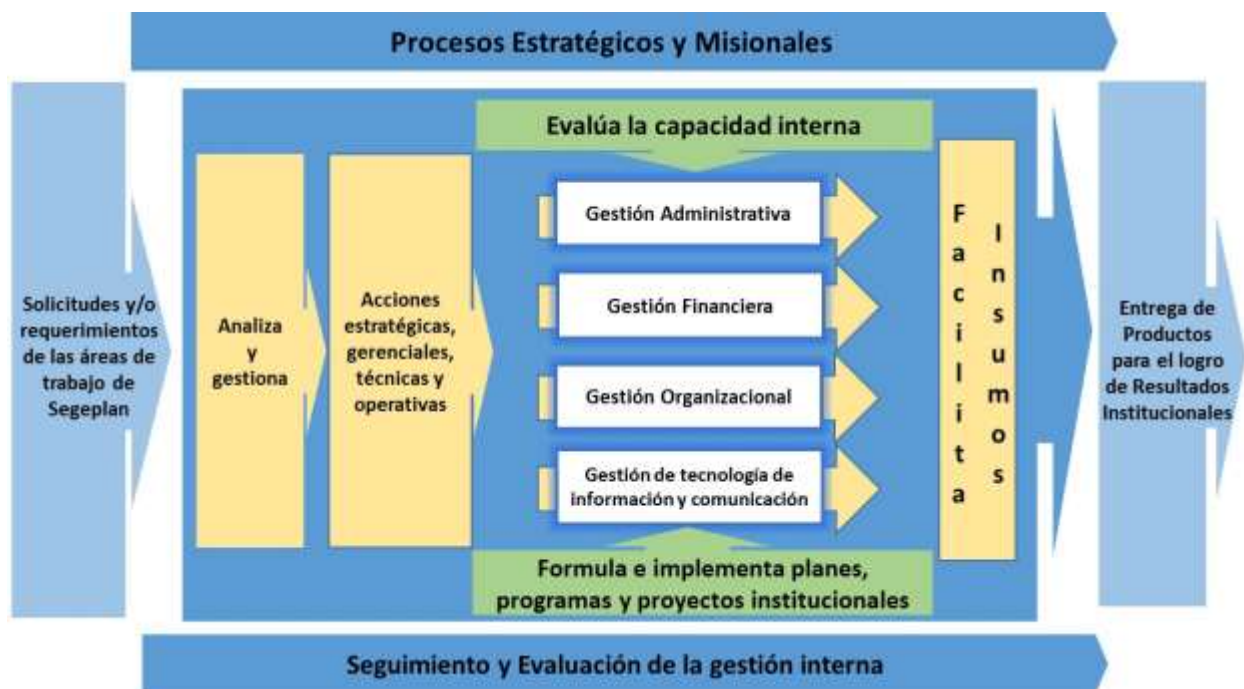 Procesos Estratégicos y Misionales
Solicitudes y/o
requerimientos
de las áreas de
trabajo de
Segeplan
Analiza
y
gestiona
Acciones
estratégicas,
gerenciales,
técnicas y
operativas
Evalúa la capacidad interna
Gestión Administrativa
Gestión Financiera
Gestión Organizacional
Gestión de tecnología de
información y comunicación
Formula e implementa planes,
programas y proyectos institucionales
Facilita
Insumos
Entrega de
Productos
para el logro
de Resultados
Institucionales
Seguimiento y Evaluación de la gestión interna